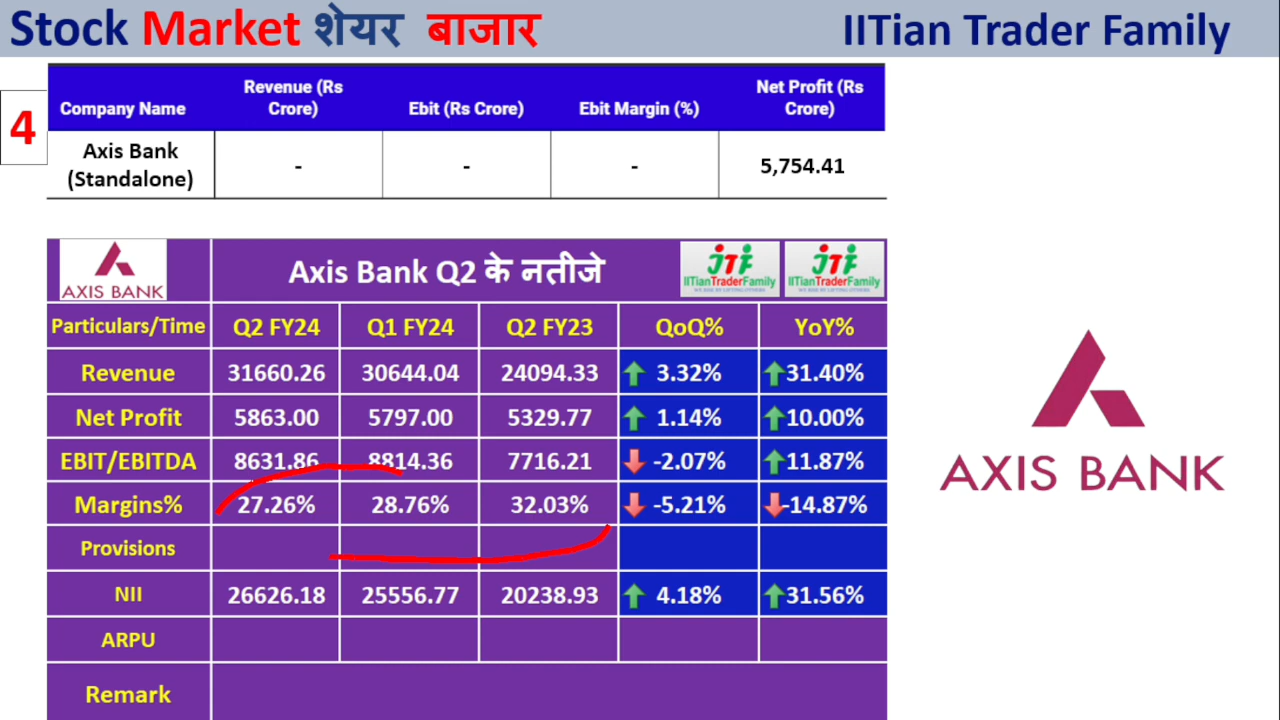 Stock Market शेयर बाजार IITian Trader Family
4
Company Name Revenue (Rs Crore) Ebit (Rs Crore) Ebit Margin (%) Net Profit (Rs Crore)
Axis Bank (Standalone) - - - 5,754.41
AXIS BANK Axis Bank Q2 के नतीजे ITF IITianTraderFamily ITF IITianTraderFamily
Particulars/Time Q2 FY24 Q1 FY24 Q2 FY23 QoQ% YoY%
Revenue 31660.26 30644.04 24094.33 3.32% 31.40%
Net Profit 5863.00 5797.00 5329.77 1.14% 10.00%
EBIT/EBITDA 8631.86 8814.36 7716.21 -2.07% 11.87%
Margins% 27.26% 28.76% 32.03% -5.21% -14.87%
Provisions
NII 26626.18 25556.77 20238.93 4.18% 31.56%
ARPU
Remark
AXIS BANK